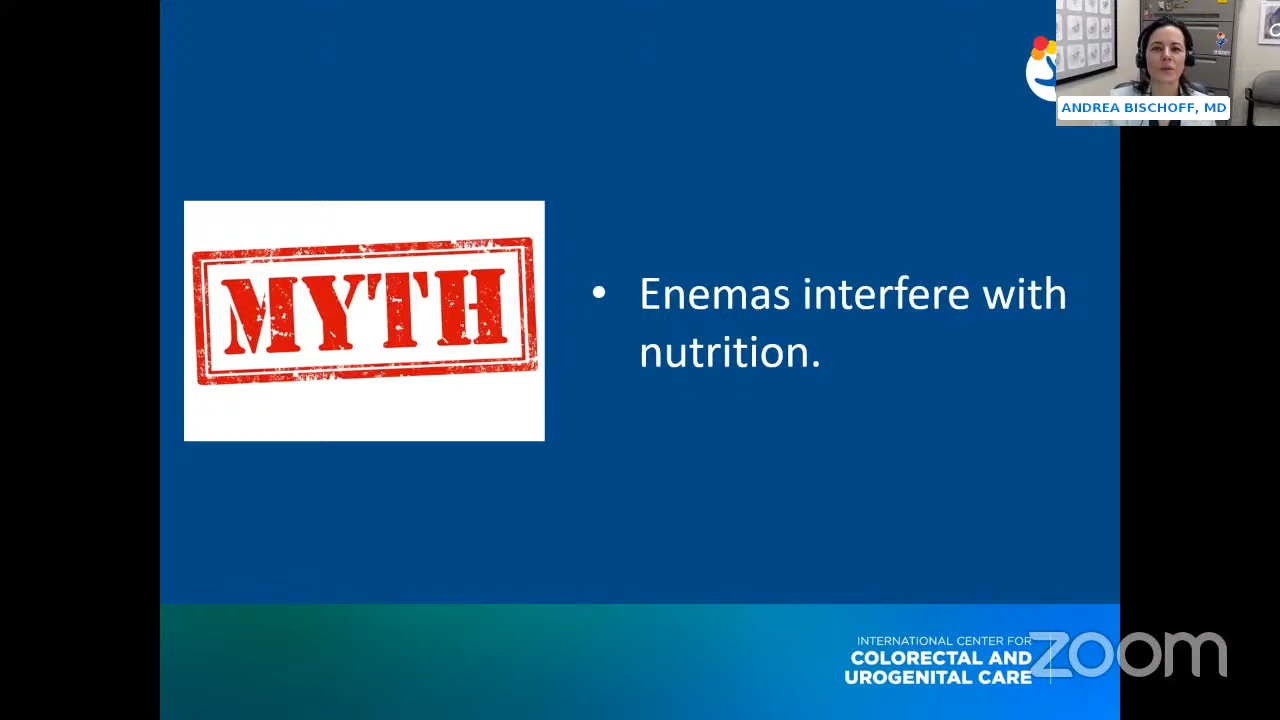 ANDREA BISCHOFF, MD
MYTH
• Enemas interfere with
nutrition.
INTERNATIONAL CENTER FOR
COLORECTAL AND
UROGENITAL CARE
zoom